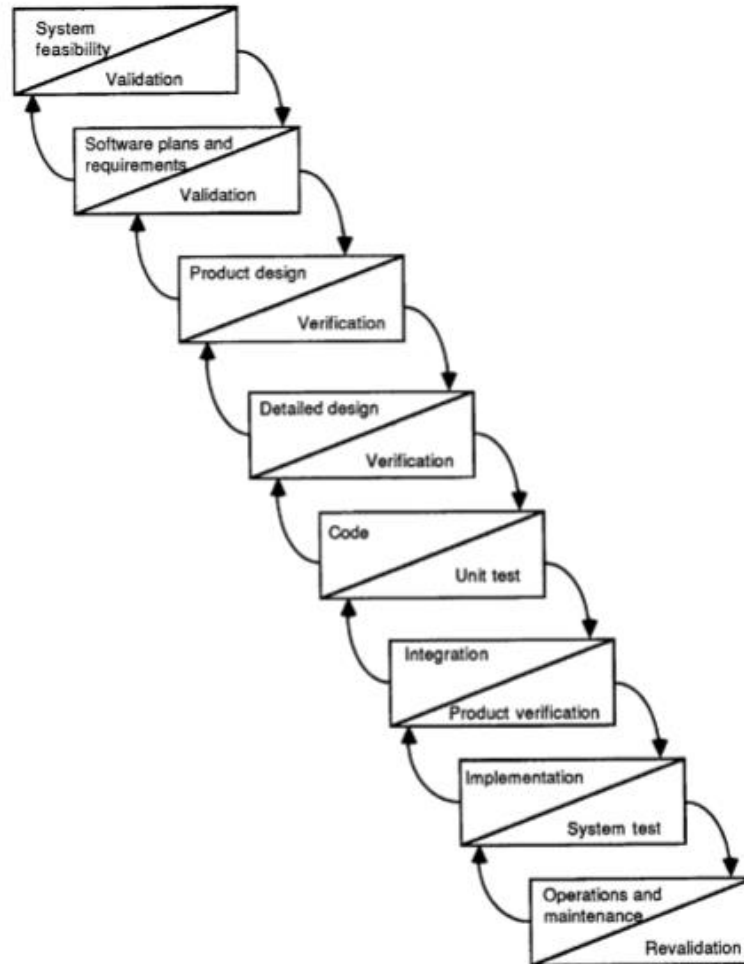 System
feasibility
Validation
Software plans and
requirements
Validation
Product design
Verification
Detailed design
Verification
Code
Unit test
Integration
Product verification
Implementation
System test
Operations and
maintenance
Revalidation